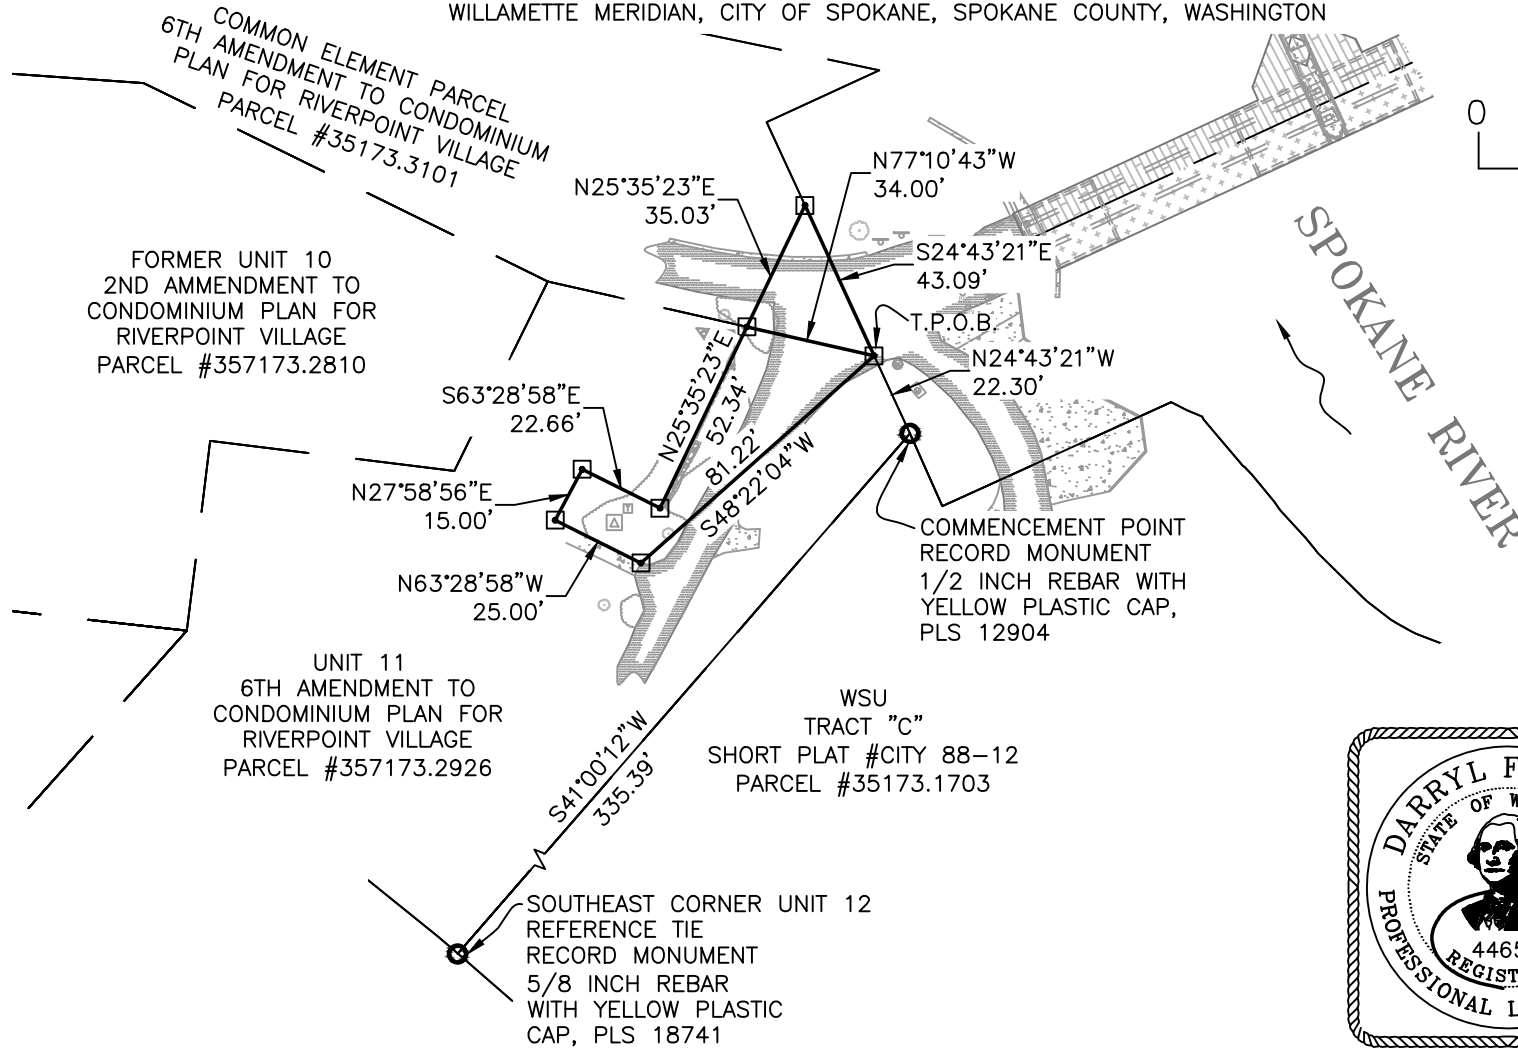 WILLAMETTE MERIDIAN, CITY OF SPOKANE, SPOKANE COUNTY, WASHINGTON
COMMON ELEMENT PARCEL
6TH AMENDMENT TO CONDOMINIUM
PLAN FOR RIVERPOINT VILLAGE
PARCEL #35173.3101
0
N77°10'43"W
34.00'
N25°35'23"E
35.03'
SPOKANE RIVER
S24°43'21"E
43.09'
FORMER UNIT 10
2ND AMMENDMENT TO
CONDOMINIUM PLAN FOR
RIVERPOINT VILLAGE
PARCEL #357173.2810
T.P.O.B.
N24°43'21"W
22.30'
N25°35'23"E
52.34'
S63°28'58"E
22.66'
81.22'
S48°22'04"W
N27°58'56"E
15.00'
COMMENCEMENT POINT
RECORD MONUMENT
1/2 INCH REBAR WITH
YELLOW PLASTIC CAP,
PLS 12904
N63°28'58"W
25.00'
UNIT 11
6TH AMENDMENT TO
CONDOMINIUM PLAN FOR
RIVERPOINT VILLAGE
PARCEL #357173.2926
WSU
TRACT "C"
SHORT PLAT #CITY 88-12
PARCEL #35173.1703
S41°00'12"W
335.39'
SOUTHEAST CORNER UNIT 12
REFERENCE TIE
RECORD MONUMENT
5/8 INCH REBAR
WITH YELLOW PLASTIC
CAP, PLS 18741
DARRYL
STATE OF
PROFESSIONAL